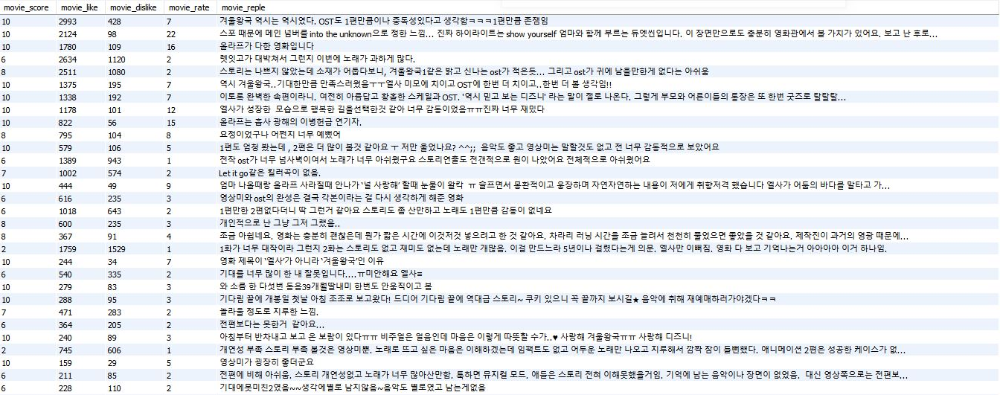 movie_score movie_like movie_dislike movie_rate movie_reple
10 2993 428 7 겨울왕국 역시는 역시였다. OST도 1편만큼이나 중독성있다고 생각함ㅋㅋㅋ1편만큼 존잼임
10 2124 98 22 스포 때문에 메인 넘버를 into the unknown으로 정한 느낌... 진짜 하이라이트는 show yourself 엄마와 함께 부르는 듀엣씬입니다. 이 장면만으로도 충분히 영화관에서 볼 가치가 있어요. 보고 난 후로...
10 1780 109 16 올라프가 다한 영화입니다
6 2634 1120 2 렛잇고가 대박쳐서 그런지 이번에 노래가 과하게 많다.
8 2511 1080 2 스토리는 나쁘지 않았는데 소재가 어둡다보니, 겨울왕국1같은 밝고 신나는ost가 적은듯... 그리고 ost가 귀에 남을만한게 없다는 아쉬움
10 1375 195 7 역시 겨울왕국..기대한만큼 만족스러웠음ㅜㅜ엘사 미모에 치이고 OST에 한번 더 치이고..한번 더 볼 생각임!!
10 1338 192 7 이토록 완벽한 속편이라니. 여전히 아름답고 황홀한 스케일과 OST. '역시 믿고 보는 디즈니' 라는 말이 절로 나온다. 그렇게 부모와 어른이들의 통장은 또 한번 굿즈로 탈탈탈...
10 1178 101 12 엘사가 성장한 모습으로 행복한 길을선택한것 같아 너무 감동이었음ㅠㅠ진짜 너무 재밌다
10 822 56 15 올라프는 흡사 광해의 이병헌급 연기자.
8 795 104 8 요정이었구나 어쩐지 너무 예뻤어
10 579 106 5 1편도 엄청 봤는데 , 2편은 더 많이 볼것 같아요 ㅜ 저만 울었나요? ^^;; 음악도 좋고 영상미는 말할것도 없고 전 너무 감동적으로 보았어요
6 1389 943 1 전작 ost가 너무 넘사벽이여서 노래가 너무 아쉬웠구요 스토리연출도 전갠적으로 원이 나았어요 전체적으로 아쉬웠어요
7 1002 574 2 Let it go같은 킬러곡이 없음.
10 444 49 9 엄마 나올때랑 올라프 사라질때 안나가 ‘널 사랑해’ 할때 눈물이 왈칵 ㅠ 슬프면서 몽환적이고 웅장하며 자연자연하는 내용이 저에게 취향저격 했습니다 엘사가 어둠의 바다를 말타고 가...
6 616 235 3 영상미와 ost의 완성은 결국 각본이라는 걸 다시 생각하게 해준 영화
6 1018 643 2 1편만한 2편없다더니 딱 그런거 같아요 스토리도 좀 산만하고 노래도 1편만큼 감동이 없네요
8 600 235 3 개인적으로 난 그냥 그저 그랬음..
8 367 91 4 조금 아쉽네요. 영화는 충분히 괜찮은데 뭔가 짧은 시간에 이것저것 넣으려고 한 것 같아요. 차라리 러닝 시간을 조금 늘려서 천천히 풀었으면 좋았을 것 같아요. 제작진이 과거의 영광 때문에...
2 1759 1529 1 1화가 너무 대작이라 그런지 2화는 스토리도 없고 재미도 없는데 노래만 개많음. 이걸 만드느라 5년이나 걸렸다는게 의문. 엘사만 이뻐짐. 영화 다 보고 기억나는거 아아아아 이거 하나임.
10 244 34 7 영화 제목이 ‘엘사’가 아니라 ‘겨울왕국’인 이유
6 540 335 2 기대를 너무 많이 한 내 잘못입니다....ㅠ미안해요 엘사≡
10 279 83 3 와 소름 한 다섯번 돋음39개월딸내미 한번도 안움직이고 봄
10 288 95 3 기다림 끝에 개봉일 첫날 아침 조조로 보고왔다! 드디어 기다림 끝에 역대급 스토리~ 쿠키 있으니 꼭 끝까지 보시길★ 음악에 취해 재예매하러가야겠다ㅋㅋ
7 471 283 2 놀라울 정도로 지루한 느낌.
6 364 205 2 전편보다는 못한거 같아요...
10 240 89 3 아침부터 반차내고 보고 온 보람이 있다ㅠㅠ 비주얼은 얼음인데 마음은 이렇게 따뜻할 수가..♥ 사랑해 겨울왕국ㅠㅠ 사랑해 디즈니!
2 745 606 1 개연성 부족 스토리 부족 볼것은 영상미뿐. 노래로 뜨고 싶은 마음은 이해하겠는데 임팩트도 없고 어두운 노래만 나오고 지루해서 깜짝 잠이 들뻔했다. 애니메이션 2편은 성공한 케이스가 없...
10 159 29 5 영상미가 굉장히 좋더군요
6 211 85 2 전편에 비해 아쉬움. 스토리 개연성없고 노래가 너무 많아산만함. 툭하면 뮤지컬 모드. 애들은 스토리 전혀 이해못했을거임. 기억에 남는 음악이나 장면이 없었음. 대신 영상쪽으로는 전편보...
6 228 110 2 기대에못미친2였음~~생각에별로 남지않음~음악도 별로였고 남는게없음